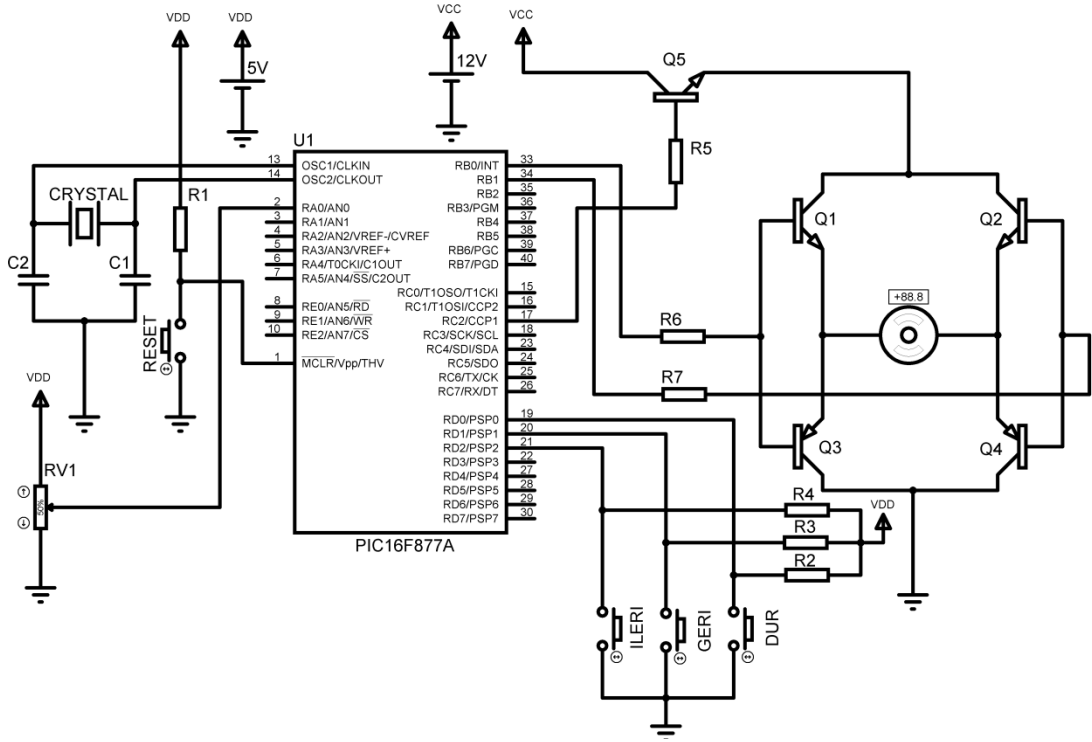 VDD
VDD
VCC
VCC
5V
12V
Q5
U1
R5
CRYSTAL
R1
C2
C1
RESET
13 OSC1/CLKIN
14 OSC2/CLKOUT
2 RA0/AN0
3 RA1/AN1
4 RA2/AN2/VREF-/CVREF
5 RA3/AN3/VREF+
6 RA4/T0CKI/C1OUT
7 RA5/AN4/SS/C2OUT
8 RE0/AN5/RD
9 RE1/AN6/WR
10 RE2/AN7/CS
1 MCLR/Vpp/THV
RB0/INT 33
RB1 34
RB2 35
RB3/PGM 36
RB4 37
RB5 38
RB6/PGC 39
RB7/PGD 40
RC0/T1OSO/T1CKI 15
RC1/T1OSI/CCP2 16
RC2/CCP1 17
RC3/SCK/SCL 18
RC4/SDI/SDA 23
RC5/SDO 24
RC6/TX/CK 25
RC7/RX/DT 26
RD0/PSP0 19
RD1/PSP1 20
RD2/PSP2 21
RD3/PSP3 22
RD4/PSP4 27
RD5/PSP5 28
RD6/PSP6 29
RD7/PSP7 30
PIC16F877A
Q1
Q2
+88.8
R6
R7
Q3
Q4
VDD
RV1
50%
R4
VDD
R3
R2
ILERI
GERI
DUR